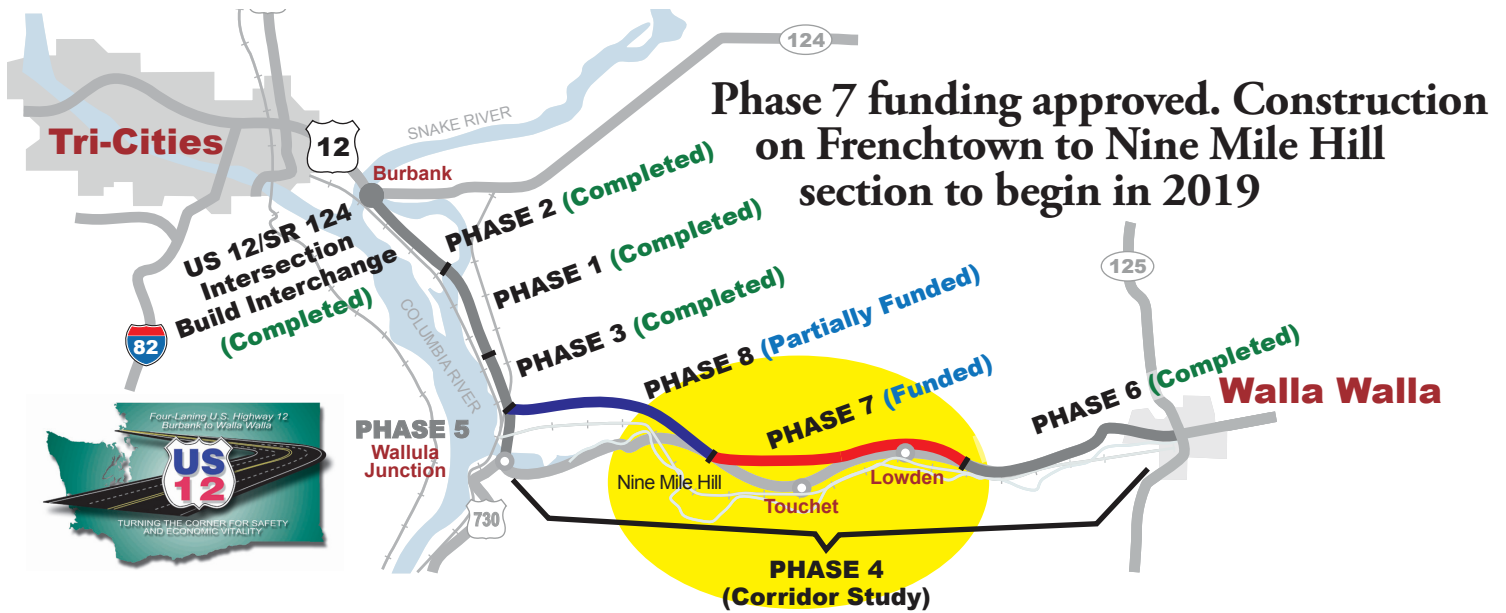 124
Phase 7 funding approved. Construction
on Frenchtown to Nine Mile Hill
section to begin in 2019
Tri-Cities
12
SNAKE RIVER
Burbank
US 12/SR 124
Intersection
Build Interchange
(Completed)
PHASE 2 (Completed)
PHASE 1 (Completed)
PHASE 3 (Completed)
PHASE 8 (Partially Funded)
PHASE 7 (Funded)
PHASE 6 (Completed)
125
82
COLUMBIA RIVER
Walla Walla
PHASE 5
Wallula
Junction
Nine Mile Hill
Lowden
Touchet
730
PHASE 4
(Corridor Study)
Four-Laning U.S. Highway 12
Burbank to Walla Walla
US
12
TURNING THE CORNER FOR SAFETY
AND ECONOMIC VITALITY